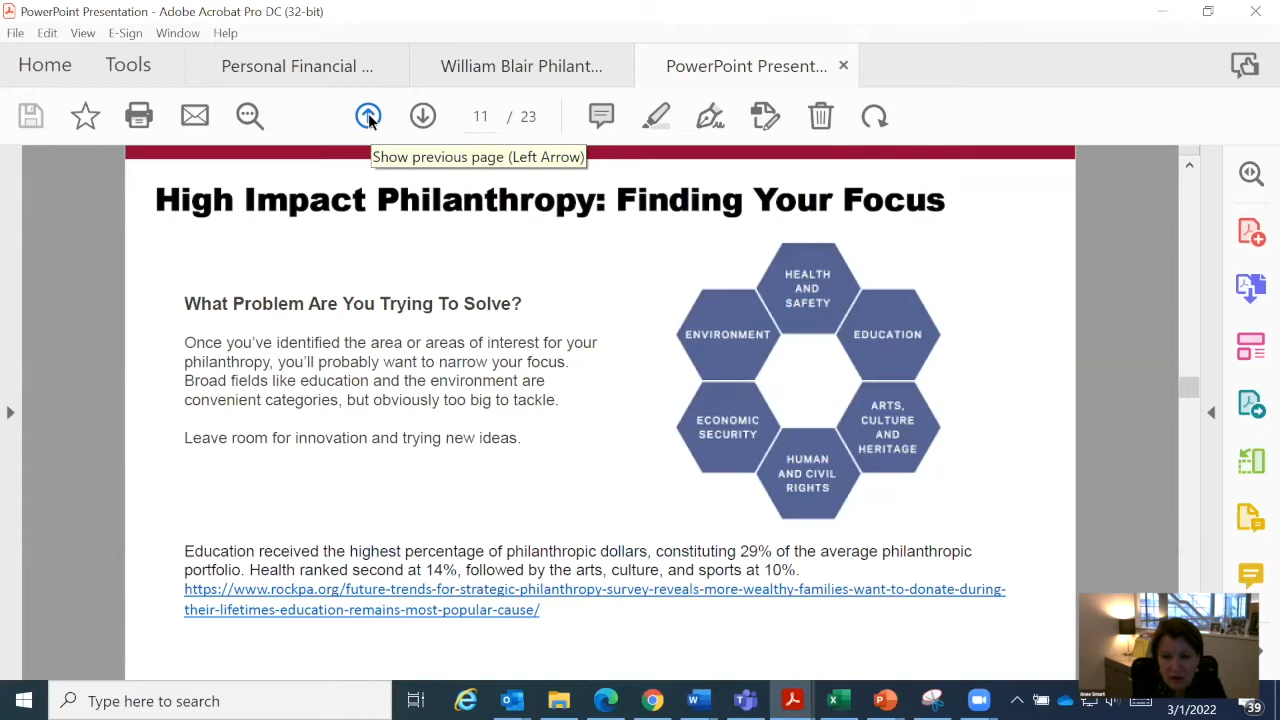 PowerPoint Presentation - Adobe Acrobat Pro DC (32-bit)
File Edit View E-Sign Window Help
Home Tools Personal Financial ... William Blair Philant... PowerPoint Present...
11 / 23
Show previous page (Left Arrow)
High Impact Philanthropy: Finding Your Focus
What Problem Are You Trying To Solve?
Once you've identified the area or areas of interest for your
philanthropy, you'll probably want to narrow your focus.
Broad fields like education and the environment are
convenient categories, but obviously too big to tackle.
Leave room for innovation and trying new ideas.
HEALTH
AND
SAFETY
ENVIRONMENT
EDUCATION
ECONOMIC
SECURITY
ARTS,
CULTURE
AND
HERITAGE
HUMAN
AND CIVIL
RIGHTS
Education received the highest percentage of philanthropic dollars, constituting 29% of the average philanthropic
portfolio. Health ranked second at 14%, followed by the arts, culture, and sports at 10%.
https://www.rockpa.org/future-trends-for-strategic-philanthropy-survey-reveals-more-wealthy-families-want-to-donate-during-
their-lifetimes-education-remains-most-popular-cause/
Anne Smart
Type here to search
3/1/2022
39